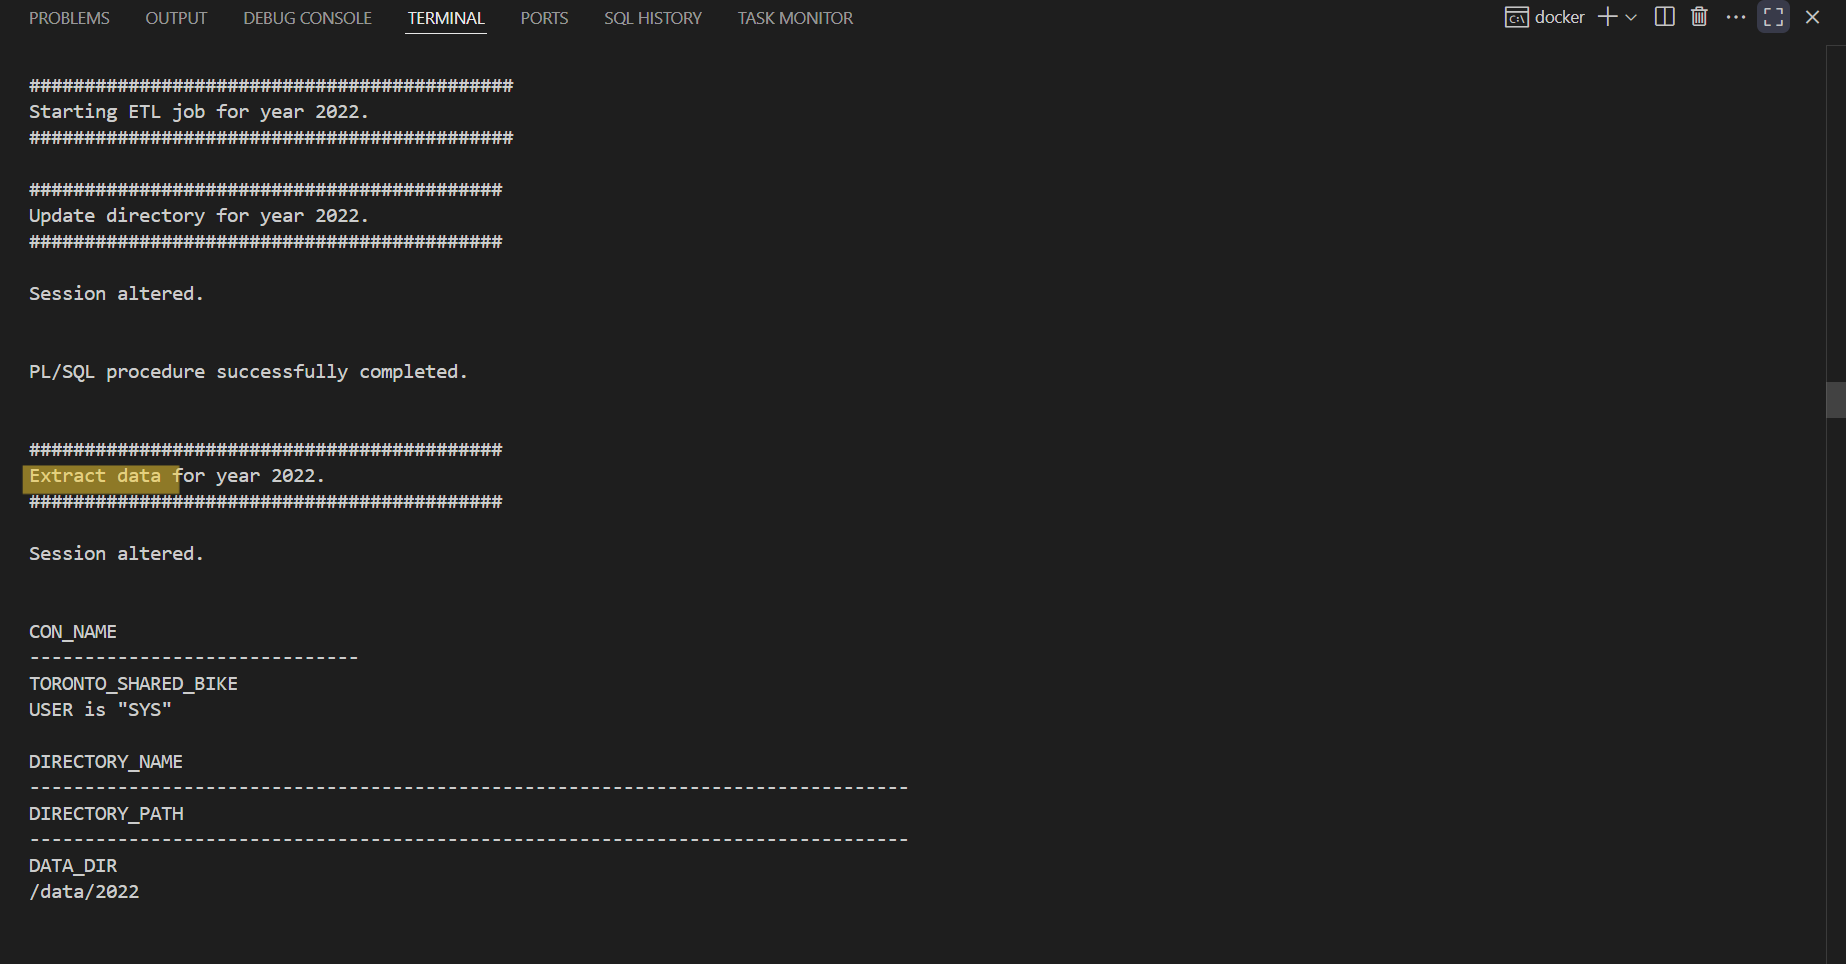 PROBLEMS OUTPUT DEBUG CONSOLE TERMINAL PORTS SQL HISTORY TASK MONITOR docker
############################################
Starting ETL job for year 2022.
############################################
###########################################
Update directory for year 2022.
###########################################
Session altered.
PL/SQL procedure successfully completed.
###########################################
Extract data for year 2022.
###########################################
Session altered.
CON_NAME
------------------------------
TORONTO_SHARED_BIKE
USER is "SYS"
DIRECTORY_NAME
--------------------------------------------------------------------------------
DIRECTORY_PATH
--------------------------------------------------------------------------------
DATA_DIR
/data/2022